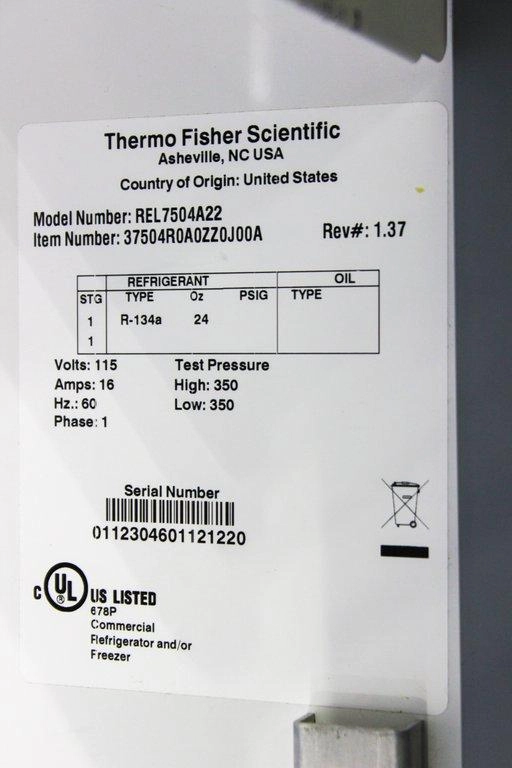 Thermo Fisher Scientific
Asheville, NC USA
Country of Origin: United States
Model Number: REL7504A22
Item Number: 37504R0A0ZZ0J00A
Rev#: 1.37
REFRIGERANT OIL
STG TYPE Oz PSIG TYPE
1 R-134a 24
1
Volts: 115 Test Pressure
Amps: 16 High: 350
Hz.: 60 Low: 350
Phase: 1
Serial Number
0112304601121220
C UL ® US LISTED
678P
Commercial
Refrigerator and/or
Freezer